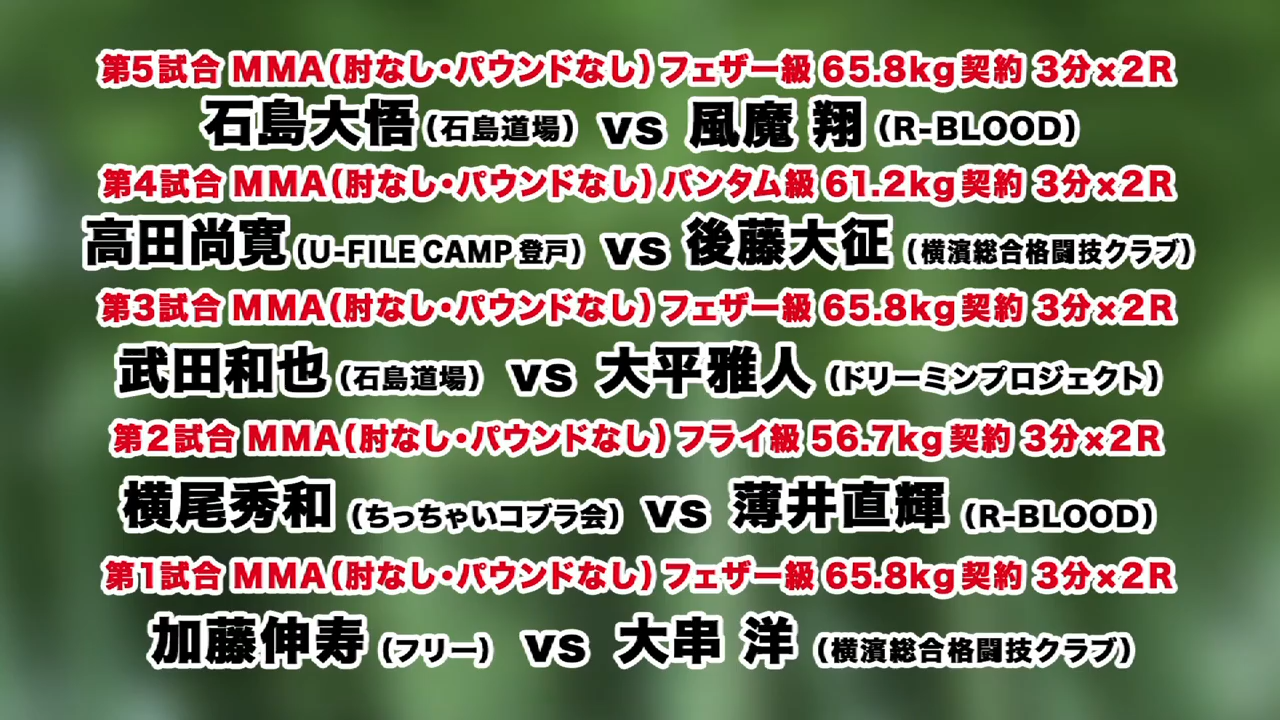 第5試合 MMA(肘なし・パウンドなし)フェザー級 65.8kg契約 3分×2R
石島大悟(石島道場) vs 風魔 翔(R-BLOOD)
第4試合 MMA(肘なし・パウンドなし)バンタム級 61.2kg契約 3分×2R
高田尚寛(U-FILE CAMP登戸) vs 後藤大征(横濱総合格闘技クラブ)
第3試合 MMA(肘なし・パウンドなし)フェザー級 65.8kg契約 3分×2R
武田和也(石島道場) vs 大平雅人(ドリーミンプロジェクト)
第2試合 MMA(肘なし・パウンドなし)フライ級 56.7kg契約 3分×2R
横尾秀和(ちっちゃいコブラ会) vs 薄井直輝(R-BLOOD)
第1試合 MMA(肘なし・パウンドなし)フェザー級 65.8kg契約 3分×2R
加藤伸寿(フリー) vs 大串 洋(横濱総合格闘技クラブ)